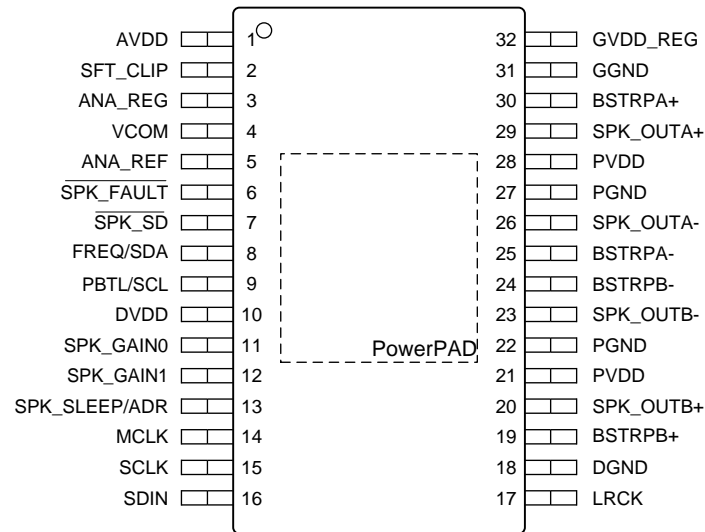 AVDD 1 32 GVDD_REG
SFT_CLIP 2 31 GGND
ANA_REG 3 30 BSTRPA+
VCOM 4 29 SPK_OUTA+
ANA_REF 5 28 PVDD
SPK_FAULT 6 27 PGND
SPK_SD 7 26 SPK_OUTA-
FREQ/SDA 8 25 BSTRPA-
PBTL/SCL 9 24 BSTRPB-
DVDD 10 23 SPK_OUTB-
SPK_GAIN0 11 PowerPAD 22 PGND
SPK_GAIN1 12 21 PVDD
SPK_SLEEP/ADR 13 20 SPK_OUTB+
MCLK 14 19 BSTRPB+
SCLK 15 18 DGND
SDIN 16 17 LRCK